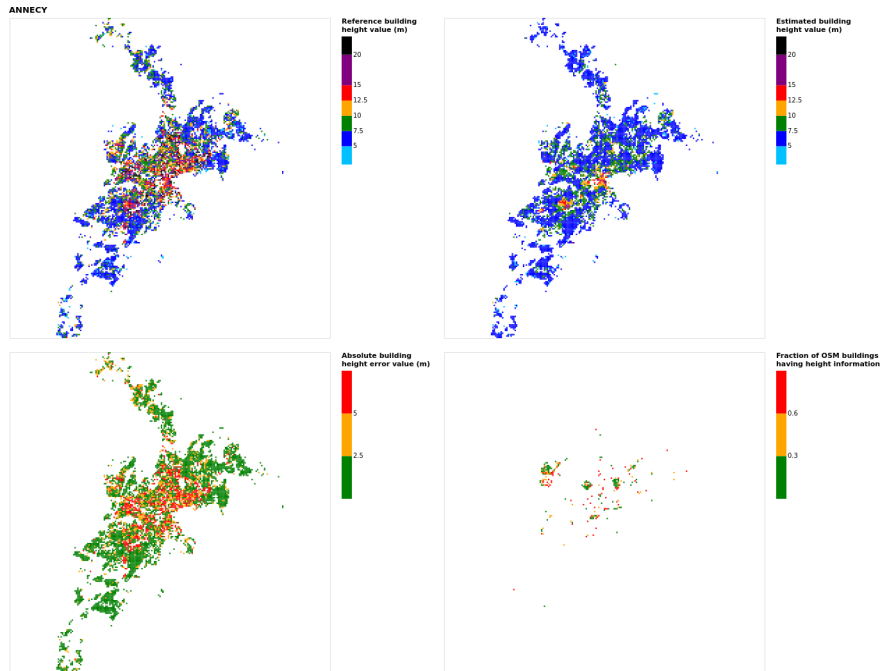 ANNECY
Reference building
height value (m)
20
15
12.5
10
7.5
5
Estimated building
height value (m)
20
15
12.5
10
7.5
5
Absolute building
height error value (m)
5
2.5
Fraction of OSM buildings
having height information
0.6
0.3